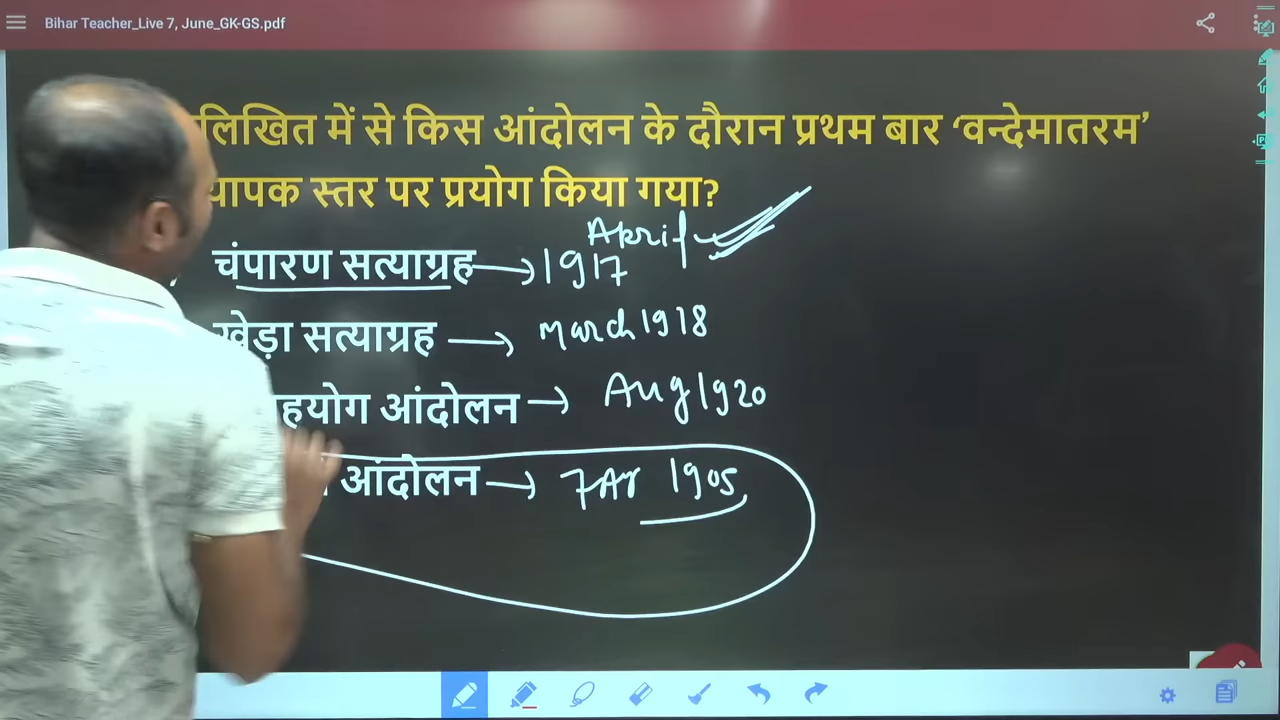 Bihar Teacher_Live 7, June_GK-GS.pdf
लिखित में से किस आंदोलन के दौरान प्रथम बार ‘वन्देमातरम’
यापक स्तर पर प्रयोग किया गया?
April
चंपारण सत्याग्रह → 1917
खेड़ा सत्याग्रह → March 1918
हयोग आंदोलन → Aug 1920
आंदोलन → 7 1905